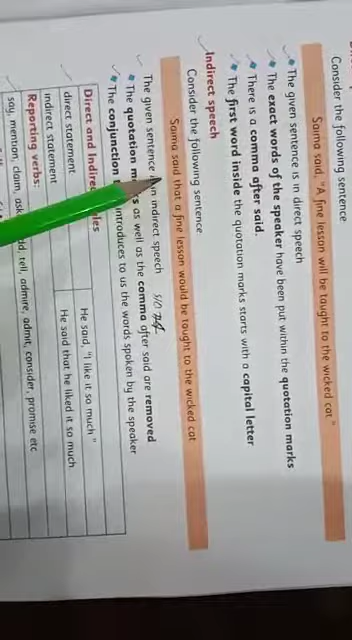 Consider the following sentence
Saima said, "A fine lesson will be taught to the wicked cat."
The given sentence is in direct speech
The exact words of the speaker have been put within the quotation marks
There is a comma after said.
The first word inside the quotation marks starts with a capital letter
Indirect speech
Consider the following sentence
Saima said that a fine lesson would be taught to the wicked cat
The given sentence in indirect speech
The quotation as well as the comma after said are removed
The conjunction introduces to us the words spoken by the speaker
Direct and Indirect
direct statement He said, "I like it so much"
indirect statement He said that he liked it so much
Reporting verbs:
say, mention, claim, tell, admire, admit, consider, promise etc